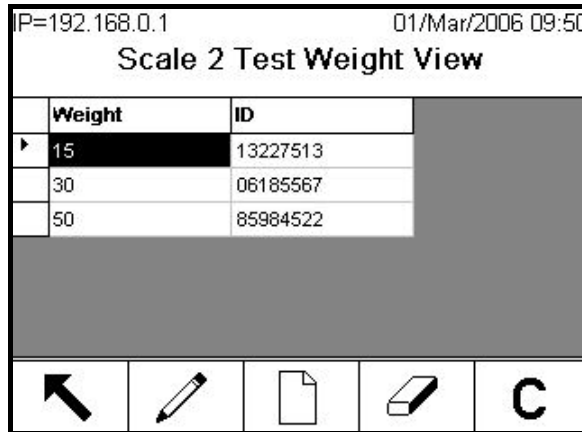 IP=192.168.0.1 01/Mar/2006 09:50
Scale 2 Test Weight View
Weight ID
15 13227513
30 06185567
50 85984522
C